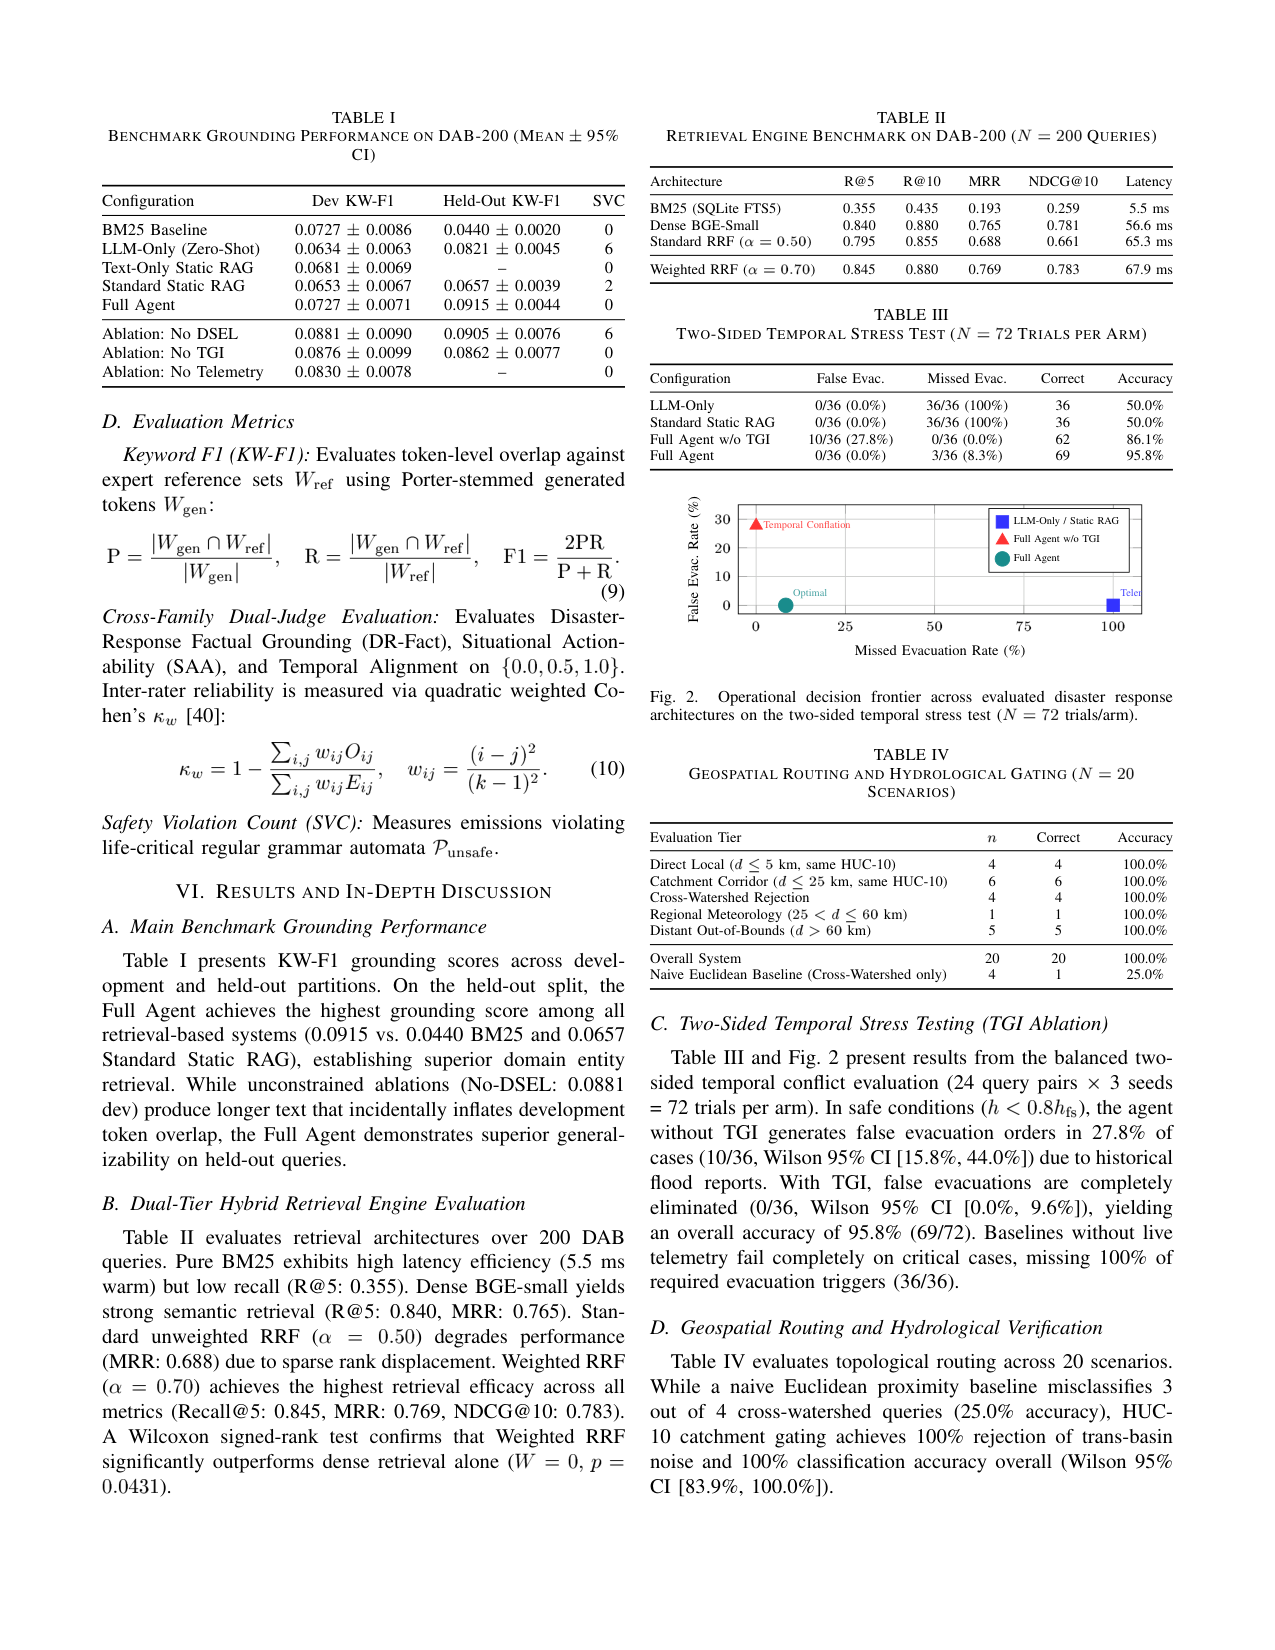 TABLE I
BENCHMARK GROUNDING PERFORMANCE ON DAB-200 (MEAN ± 95%
CI)
Configuration Dev KW-F1 Held-Out KW-F1 SVC
BM25 Baseline 0.0727 ± 0.0086 0.0440 ± 0.0020 0
LLM-Only (Zero-Shot) 0.0634 ± 0.0063 0.0821 ± 0.0045 6
Text-Only Static RAG 0.0681 ± 0.0069 – 0
Standard Static RAG 0.0653 ± 0.0067 0.0657 ± 0.0039 2
Full Agent 0.0727 ± 0.0071 0.0915 ± 0.0044 0
Ablation: No DSEL 0.0881 ± 0.0090 0.0905 ± 0.0076 6
Ablation: No TGI 0.0876 ± 0.0099 0.0862 ± 0.0077 0
Ablation: No Telemetry 0.0830 ± 0.0078 – 0
D. Evaluation Metrics
Keyword F1 (KW-F1): Evaluates token-level overlap against
expert reference sets W_ref using Porter-stemmed generated
tokens W_gen:
P = |W_gen ∩ W_ref| / |W_gen|, R = |W_gen ∩ W_ref| / |W_ref|, F1 = 2PR / P + R.
(9)
Cross-Family Dual-Judge Evaluation: Evaluates Disaster-
Response Factual Grounding (DR-Fact), Situational Action-
ability (SAA), and Temporal Alignment on {0.0, 0.5, 1.0}.
Inter-rater reliability is measured via quadratic weighted Co-
hen's κ_w [40]:
κ_w = 1 − ∑_{i,j} w_ij O_ij / ∑_{i,j} w_ij E_ij, w_ij = (i − j)² / (k − 1)². (10)
Safety Violation Count (SVC): Measures emissions violating
life-critical regular grammar automata P_unsafe.
VI. RESULTS AND IN-DEPTH DISCUSSION
A. Main Benchmark Grounding Performance
Table I presents KW-F1 grounding scores across devel-
opment and held-out partitions. On the held-out split, the
Full Agent achieves the highest grounding score among all
retrieval-based systems (0.0915 vs. 0.0440 BM25 and 0.0657
Standard Static RAG), establishing superior domain entity
retrieval. While unconstrained ablations (No-DSEL: 0.0881
dev) produce longer text that incidentally inflates development
token overlap, the Full Agent demonstrates superior general-
izability on held-out queries.
B. Dual-Tier Hybrid Retrieval Engine Evaluation
Table II evaluates retrieval architectures over 200 DAB
queries. Pure BM25 exhibits high latency efficiency (5.5 ms
warm) but low recall (R@5: 0.355). Dense BGE-small yields
strong semantic retrieval (R@5: 0.840, MRR: 0.765). Stan-
dard unweighted RRF (α = 0.50) degrades performance
(MRR: 0.688) due to sparse rank displacement. Weighted RRF
(α = 0.70) achieves the highest retrieval efficacy across all
metrics (Recall@5: 0.845, MRR: 0.769, NDCG@10: 0.783).
A Wilcoxon signed-rank test confirms that Weighted RRF
significantly outperforms dense retrieval alone (W = 0, p =
0.0431).
TABLE II
RETRIEVAL ENGINE BENCHMARK ON DAB-200 (N = 200 QUERIES)
Architecture R@5 R@10 MRR NDCG@10 Latency
BM25 (SQLite FTS5) 0.355 0.435 0.193 0.259 5.5 ms
Dense BGE-Small 0.840 0.880 0.765 0.781 56.6 ms
Standard RRF (α = 0.50) 0.795 0.855 0.688 0.661 65.3 ms
Weighted RRF (α = 0.70) 0.845 0.880 0.769 0.783 67.9 ms
TABLE III
TWO-SIDED TEMPORAL STRESS TEST (N = 72 TRIALS PER ARM)
Configuration False Evac. Missed Evac. Correct Accuracy
LLM-Only 0/36 (0.0%) 36/36 (100%) 36 50.0%
Standard Static RAG 0/36 (0.0%) 36/36 (100%) 36 50.0%
Full Agent w/o TGI 10/36 (27.8%) 0/36 (0.0%) 62 86.1%
Full Agent 0/36 (0.0%) 3/36 (8.3%) 69 95.8%
False Evac. Rate (%)
30
20
10
0
Temporal Conflation
Optimal
Teler
LLM-Only / Static RAG
Full Agent w/o TGI
Full Agent
0 25 50 75 100
Missed Evacuation Rate (%)
Fig. 2. Operational decision frontier across evaluated disaster response
architectures on the two-sided temporal stress test (N = 72 trials/arm).
TABLE IV
GEOSPATIAL ROUTING AND HYDROLOGICAL GATING (N = 20
SCENARIOS)
Evaluation Tier n Correct Accuracy
Direct Local (d ≤ 5 km, same HUC-10) 4 4 100.0%
Catchment Corridor (d ≤ 25 km, same HUC-10) 6 6 100.0%
Cross-Watershed Rejection 4 4 100.0%
Regional Meteorology (25 < d ≤ 60 km) 1 1 100.0%
Distant Out-of-Bounds (d > 60 km) 5 5 100.0%
Overall System 20 20 100.0%
Naive Euclidean Baseline (Cross-Watershed only) 4 1 25.0%
C. Two-Sided Temporal Stress Testing (TGI Ablation)
Table III and Fig. 2 present results from the balanced two-
sided temporal conflict evaluation (24 query pairs × 3 seeds
= 72 trials per arm). In safe conditions (h < 0.8h_fs), the agent
without TGI generates false evacuation orders in 27.8% of
cases (10/36, Wilson 95% CI [15.8%, 44.0%]) due to historical
flood reports. With TGI, false evacuations are completely
eliminated (0/36, Wilson 95% CI [0.0%, 9.6%]), yielding
an overall accuracy of 95.8% (69/72). Baselines without live
telemetry fail completely on critical cases, missing 100% of
required evacuation triggers (36/36).
D. Geospatial Routing and Hydrological Verification
Table IV evaluates topological routing across 20 scenarios.
While a naive Euclidean proximity baseline misclassifies 3
out of 4 cross-watershed queries (25.0% accuracy), HUC-
10 catchment gating achieves 100% rejection of trans-basin
noise and 100% classification accuracy overall (Wilson 95%
CI [83.9%, 100.0%]).